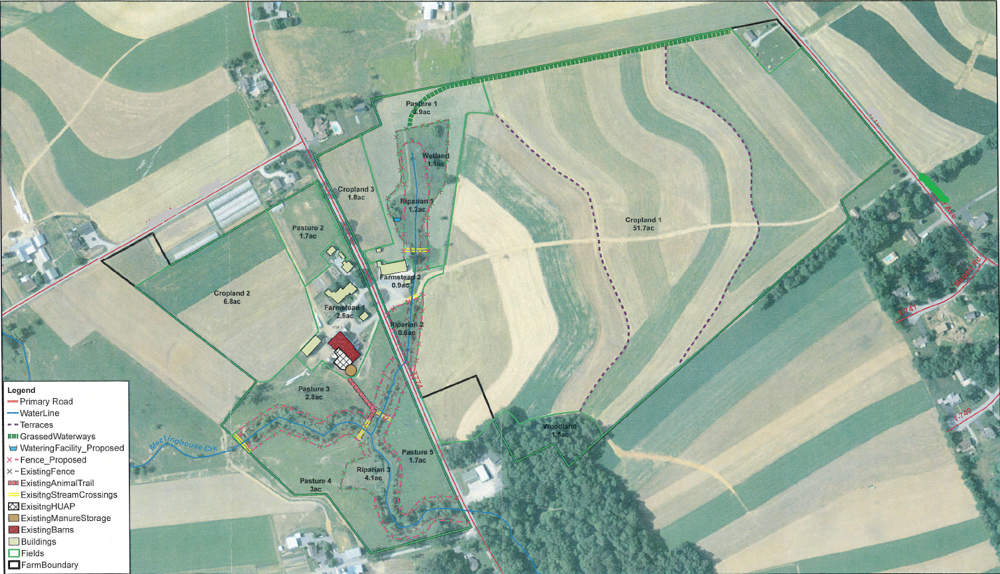 Pasture 1
3.9ac
Wetland
1.1ac
Cropland 3
1.8ac
Riparian 1
1.2ac
Cropland 1
51.7ac
Pasture 2
1.7ac
Farmstead 2
0.9ac
Cropland 2
6.8ac
Farmstead 1
2.9ac
Riparian 2
0.6ac
T-774
T-741
T-740
Ave
Rd
Pasture 3
2.8ac
Woodland
1.5ac
Meetinghouse Crk
Pasture 5
1.7ac
Riparian 3
4.1ac
Pasture 4
3ac
Legend
Primary Road
WaterLine
Terraces
GrassedWaterways
WateringFacility_Proposed
Fence_Proposed
ExistingFence
ExistingAnimalTrail
ExisitngStreamCrossings
ExisitngHUAP
ExistingManureStorage
ExistingBarns
Buildings
Fields
FarmBoundary